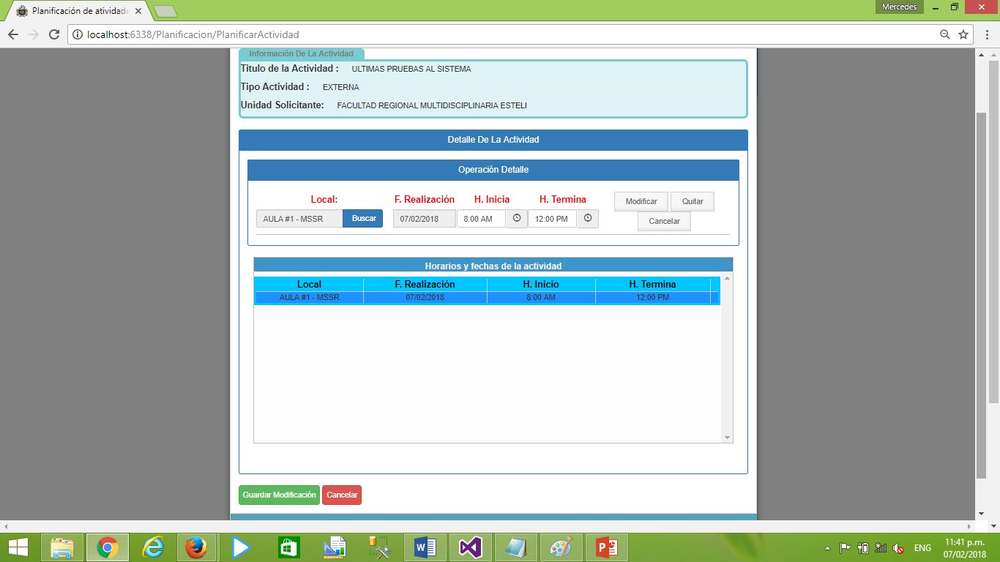 Mercedes
Planificación de atividade
localhost:6338/Planificacion/PlanificarActividad
Información De La Actividad
Titulo de la Actividad : ULTIMAS PRUEBAS AL SISTEMA
Tipo Actividad : EXTERNA
Unidad Solicitante: FACULTAD REGIONAL MULTIDISCIPLINARIA ESTELI
Detalle De La Actividad
Operación Detalle
Local: F. Realización H. Inicia H. Termina
AULA #1 - MSSR Buscar 07/02/2018 8:00 AM 12:00 PM
Modificar Quitar
Cancelar
Horarios y fechas de la actividad
Local F. Realización H. Inicio H. Termina
AULA #1 - MSSR 07/02/2018 8:00 AM 12:00 PM
Guardar Modificación Cancelar
ENG 11:41 p.m.
07/02/2018